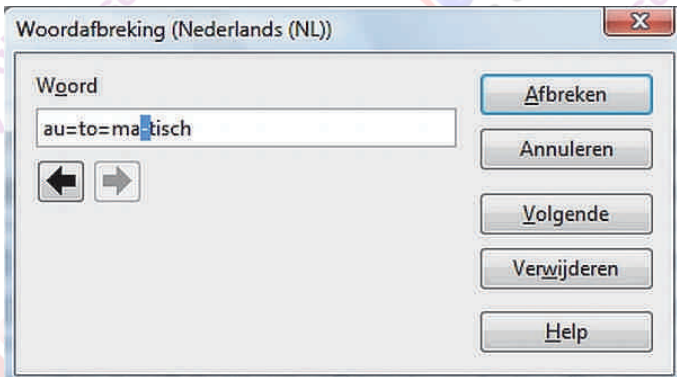 Woordafbreking (Nederlands (NL))
Woord
au=to=ma-tisch
Afbreken
Annuleren
Volgende
Verwijderen
Help